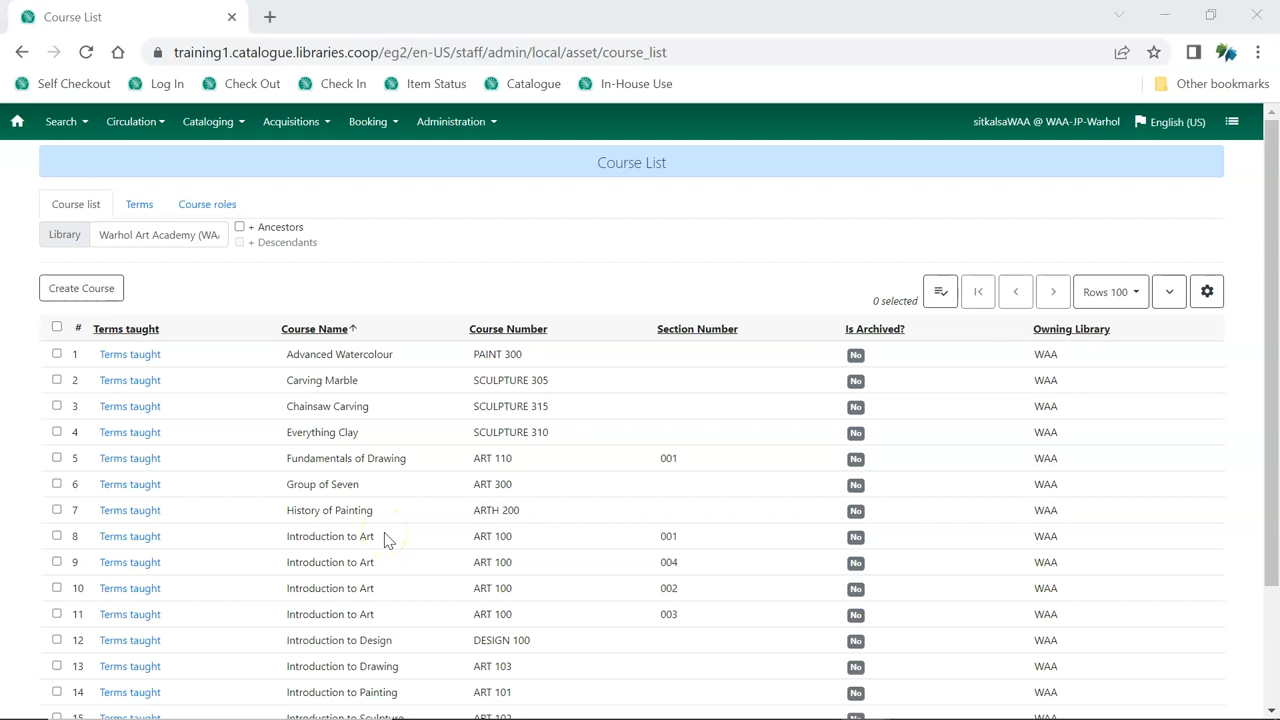 Course List
training1.catalogue.libraries.coop/eg2/en-US/staff/admin/local/asset/course_list
Self Checkout Log In Check Out Check In Item Status Catalogue In-House Use Other bookmarks
Search Circulation Cataloging Acquisitions Booking Administration sitkalsaWAA @ WAA-JP-Warhol English (US)
Course List
Course list Terms Course roles
Library Warhol Art Academy (WAA + Ancestors
+ Descendants
Create Course 0 selected Rows 100
# Terms taught Course Name Course Number Section Number Is Archived? Owning Library
1 Terms taught Advanced Watercolour PAINT 300 No WAA
2 Terms taught Carving Marble SCULPTURE 305 No WAA
3 Terms taught Chainsaw Carving SCULPTURE 315 No WAA
4 Terms taught Everything Clay SCULPTURE 310 No WAA
5 Terms taught Fundamentals of Drawing ART 110 001 No WAA
6 Terms taught Group of Seven ART 300 No WAA
7 Terms taught History of Painting ARTH 200 No WAA
8 Terms taught Introduction to Art ART 100 001 No WAA
9 Terms taught Introduction to Art ART 100 004 No WAA
10 Terms taught Introduction to Art ART 100 002 No WAA
11 Terms taught Introduction to Art ART 100 003 No WAA
12 Terms taught Introduction to Design DESIGN 100 No WAA
13 Terms taught Introduction to Drawing ART 103 No WAA
14 Terms taught Introduction to Painting ART 101 No WAA
15 Terms taught Introduction to Sculpture ART 102 No WAA